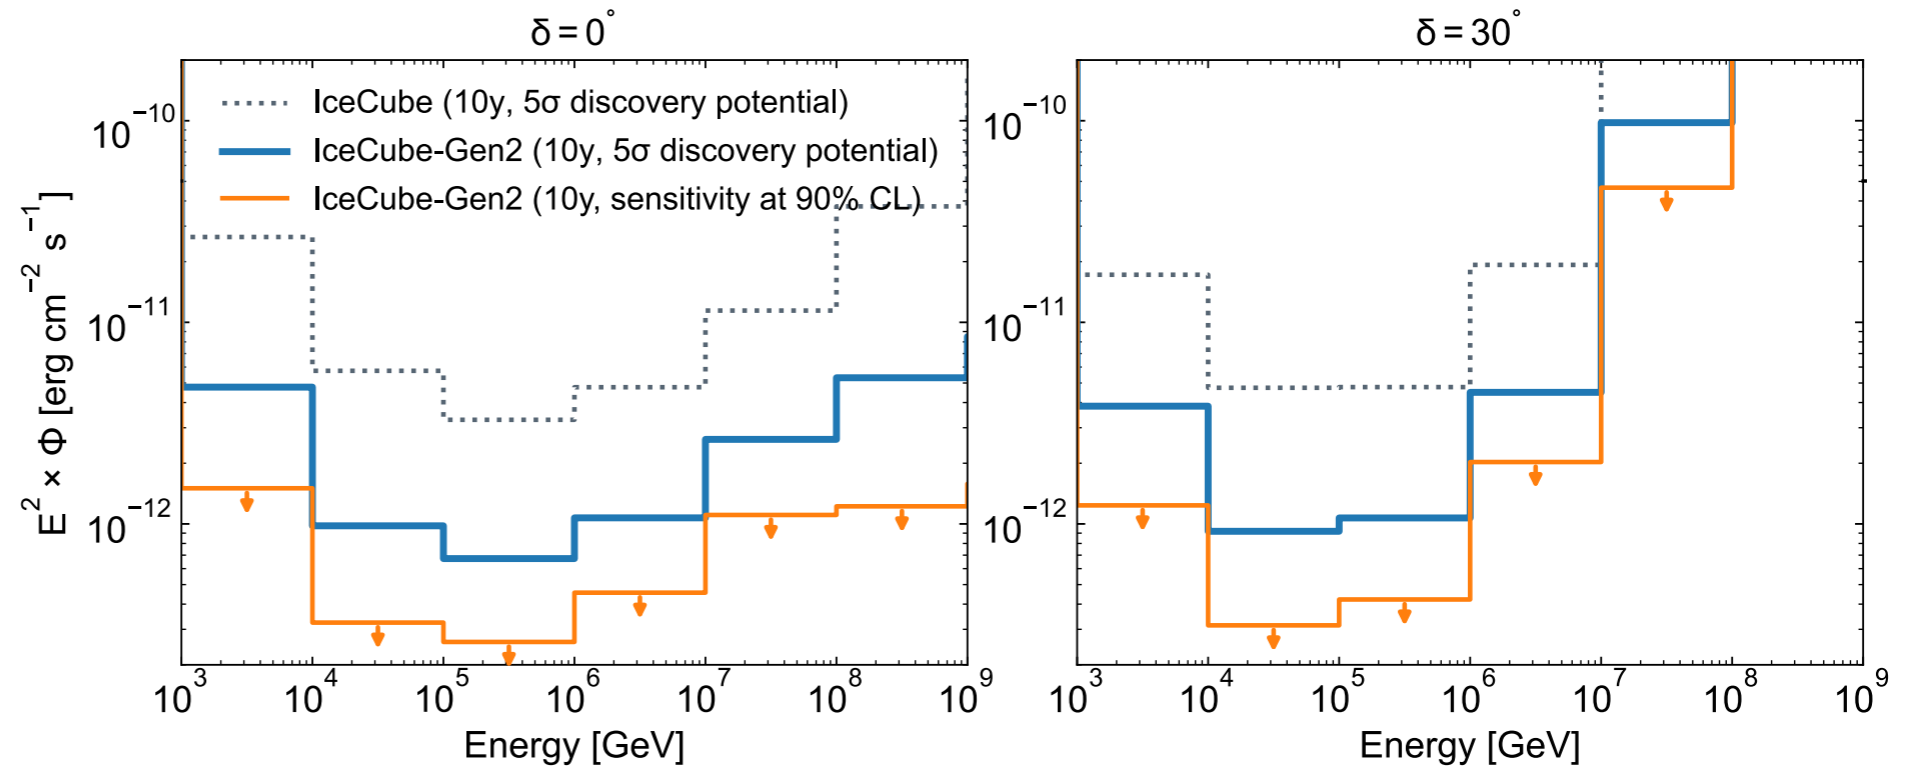 δ = 0°
δ = 30°
IceCube (10y, 5σ discovery potential)
IceCube-Gen2 (10y, 5σ discovery potential)
IceCube-Gen2 (10y, sensitivity at 90% CL)
E² × Φ [erg cm⁻² s⁻¹]
10⁻¹⁰
10⁻¹¹
10⁻¹²
10⁻¹⁰
10⁻¹¹
10⁻¹²
10³ 10⁴ 10⁵ 10⁶ 10⁷ 10⁸ 10⁹
10³ 10⁴ 10⁵ 10⁶ 10⁷ 10⁸ 10⁹
Energy [GeV]
Energy [GeV]